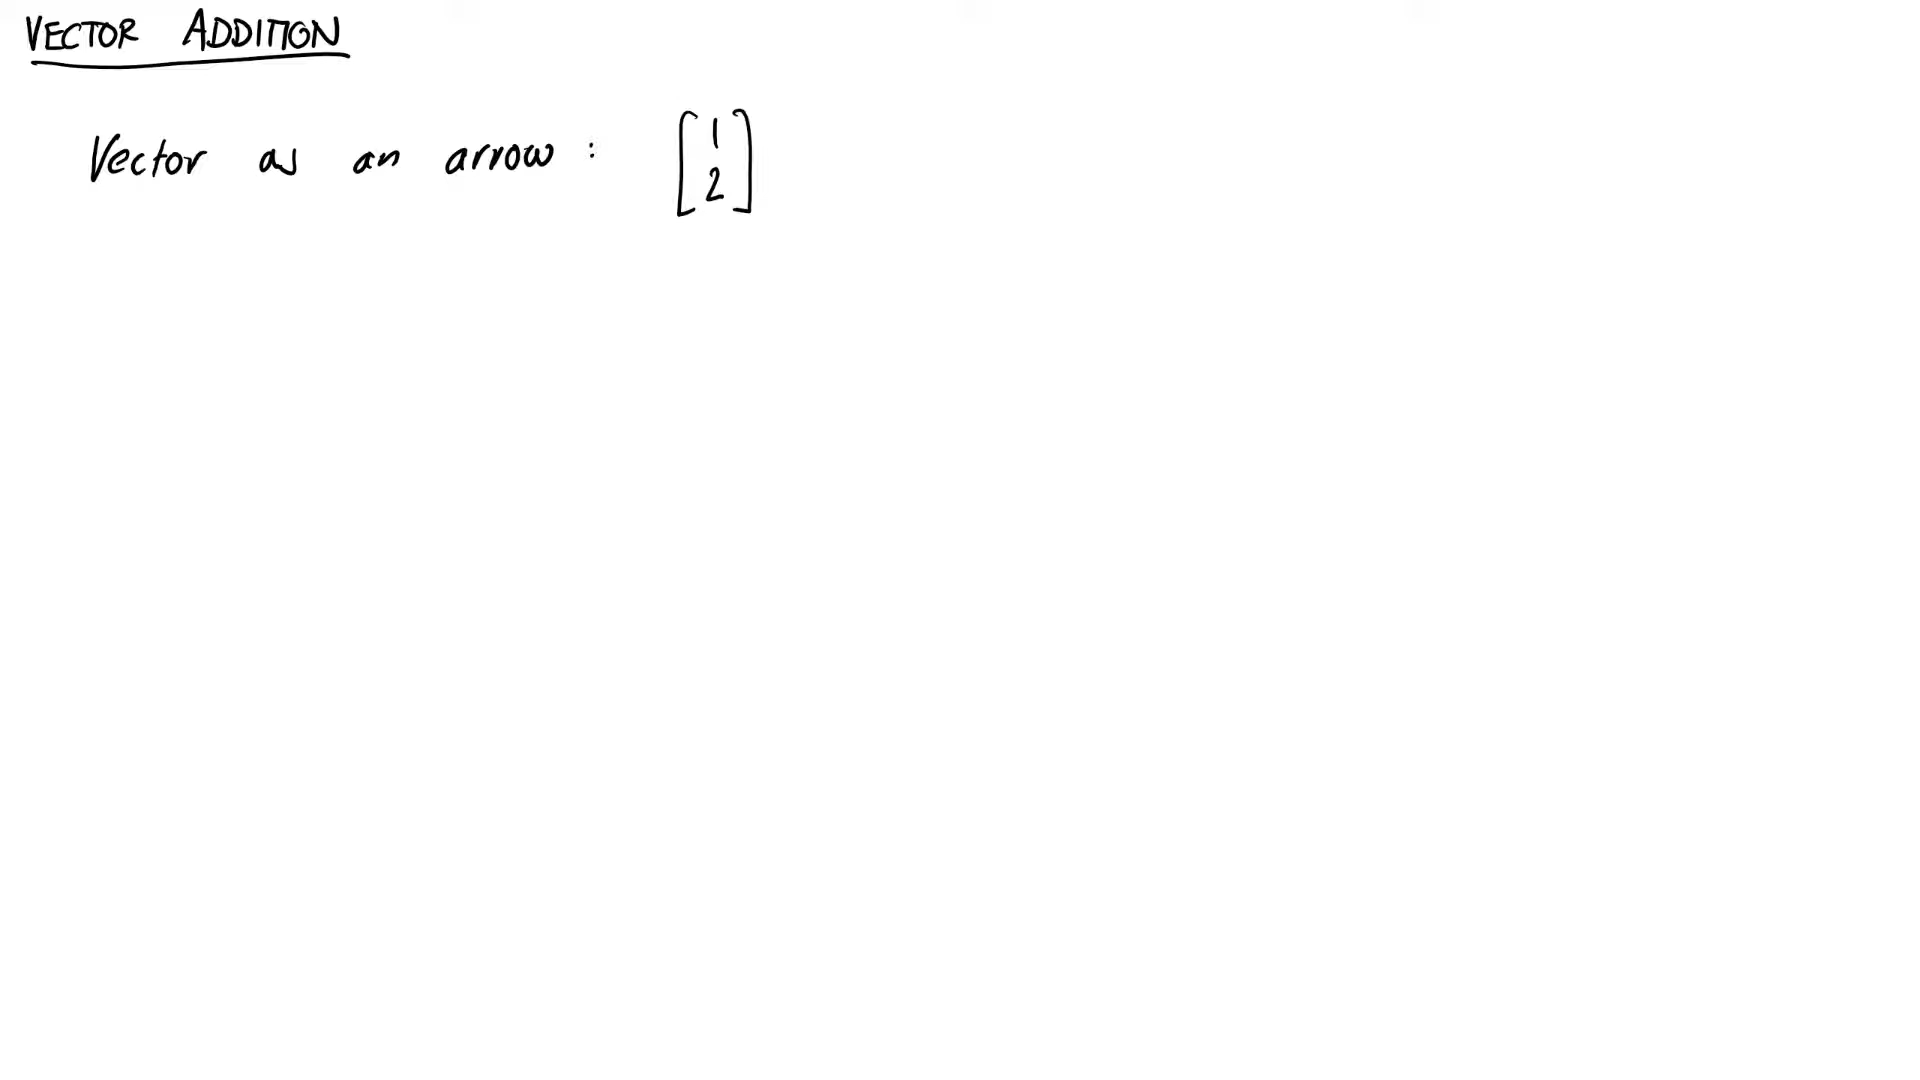 VECTOR ADDITION
Vector as an arrow : [1
2]